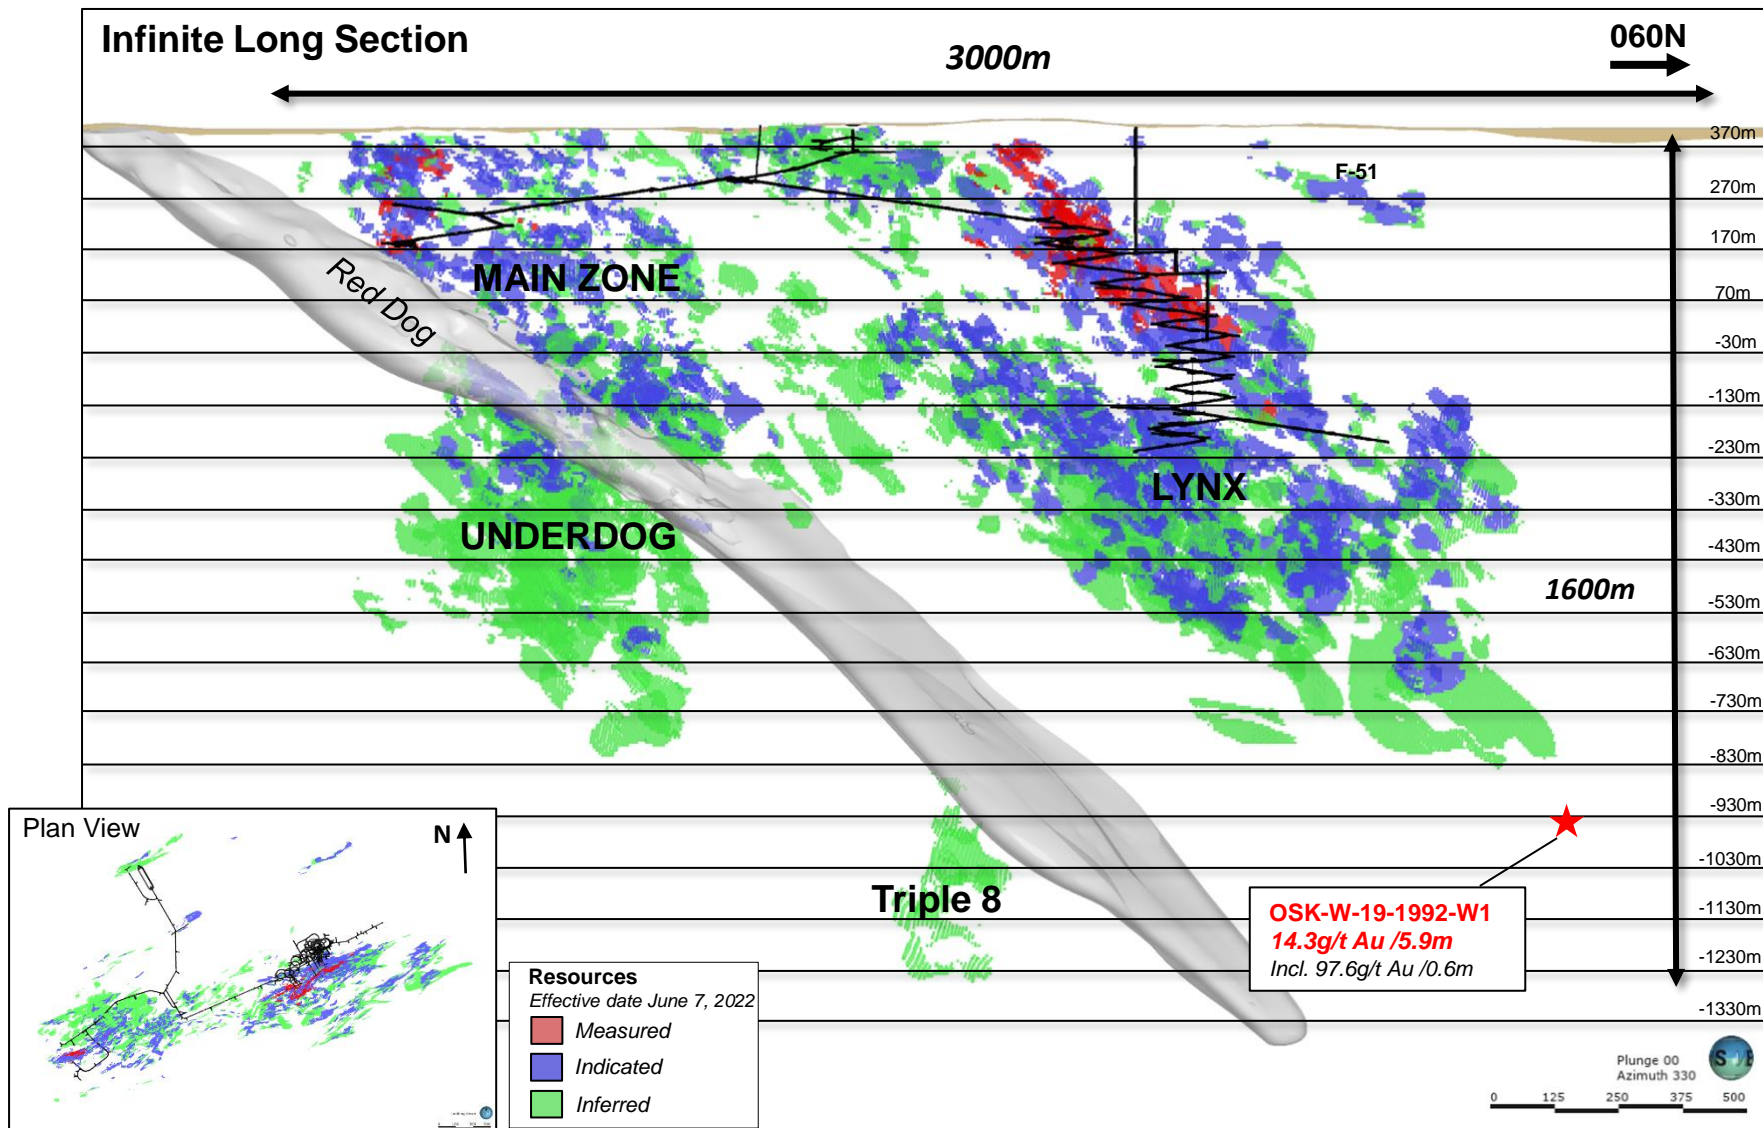 Infinite Long Section
3000m
060N
370m
F-51
270m
170m
Red Dog
MAIN ZONE
70m
-30m
-130m
-230m
LYNX
-330m
UNDERDOG
-430m
1600m
-530m
-630m
-730m
-830m
-930m
-1030m
Triple 8
-1130m
-1230m
-1330m
OSK-W-19-1992-W1
14.3g/t Au /5.9m
Incl. 97.6g/t Au /0.6m
Plan View
N
Resources
Effective date June 7, 2022
Measured
Indicated
Inferred
Plunge 00
Azimuth 330
0 125 250 375 500